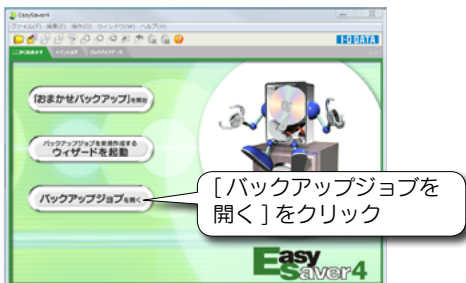 EasySaver4
ファイル(F) 編集(E) 操作(O) ウィンドウ(W) ヘルプ(H)
I-O DATA
「おまかせバックアップ」を開始
バックアップジョブを新規作成する
ウィザードを起動
バックアップジョブを開く
[バックアップジョブを
開く]をクリック
Easy
Saver4